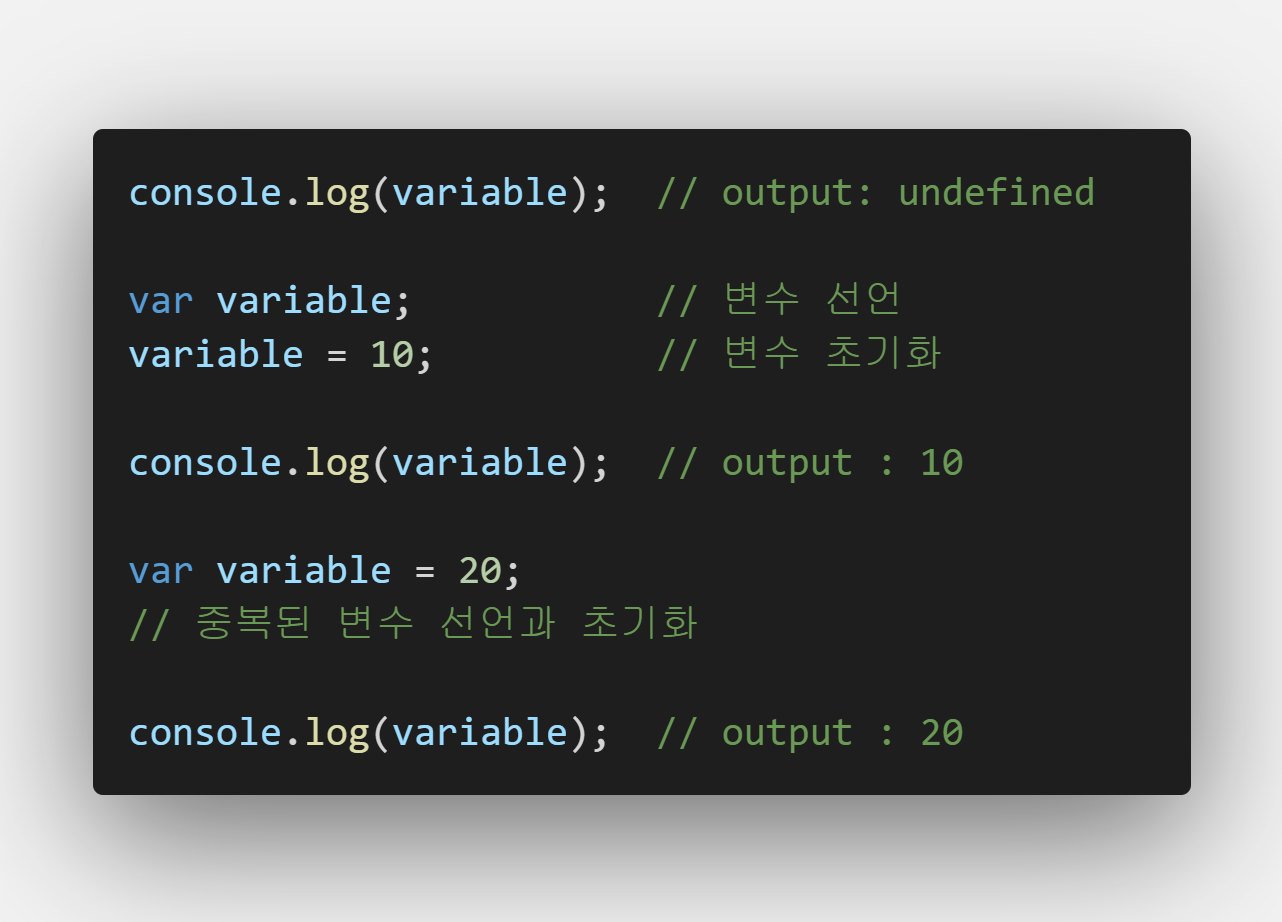 console.log(variable);  // output: undefined
var variable;           // 변수 선언
variable = 10;          // 변수 초기화
console.log(variable);  // output : 10
var variable = 20;
// 중복된 변수 선언과 초기화
console.log(variable);  // output : 20